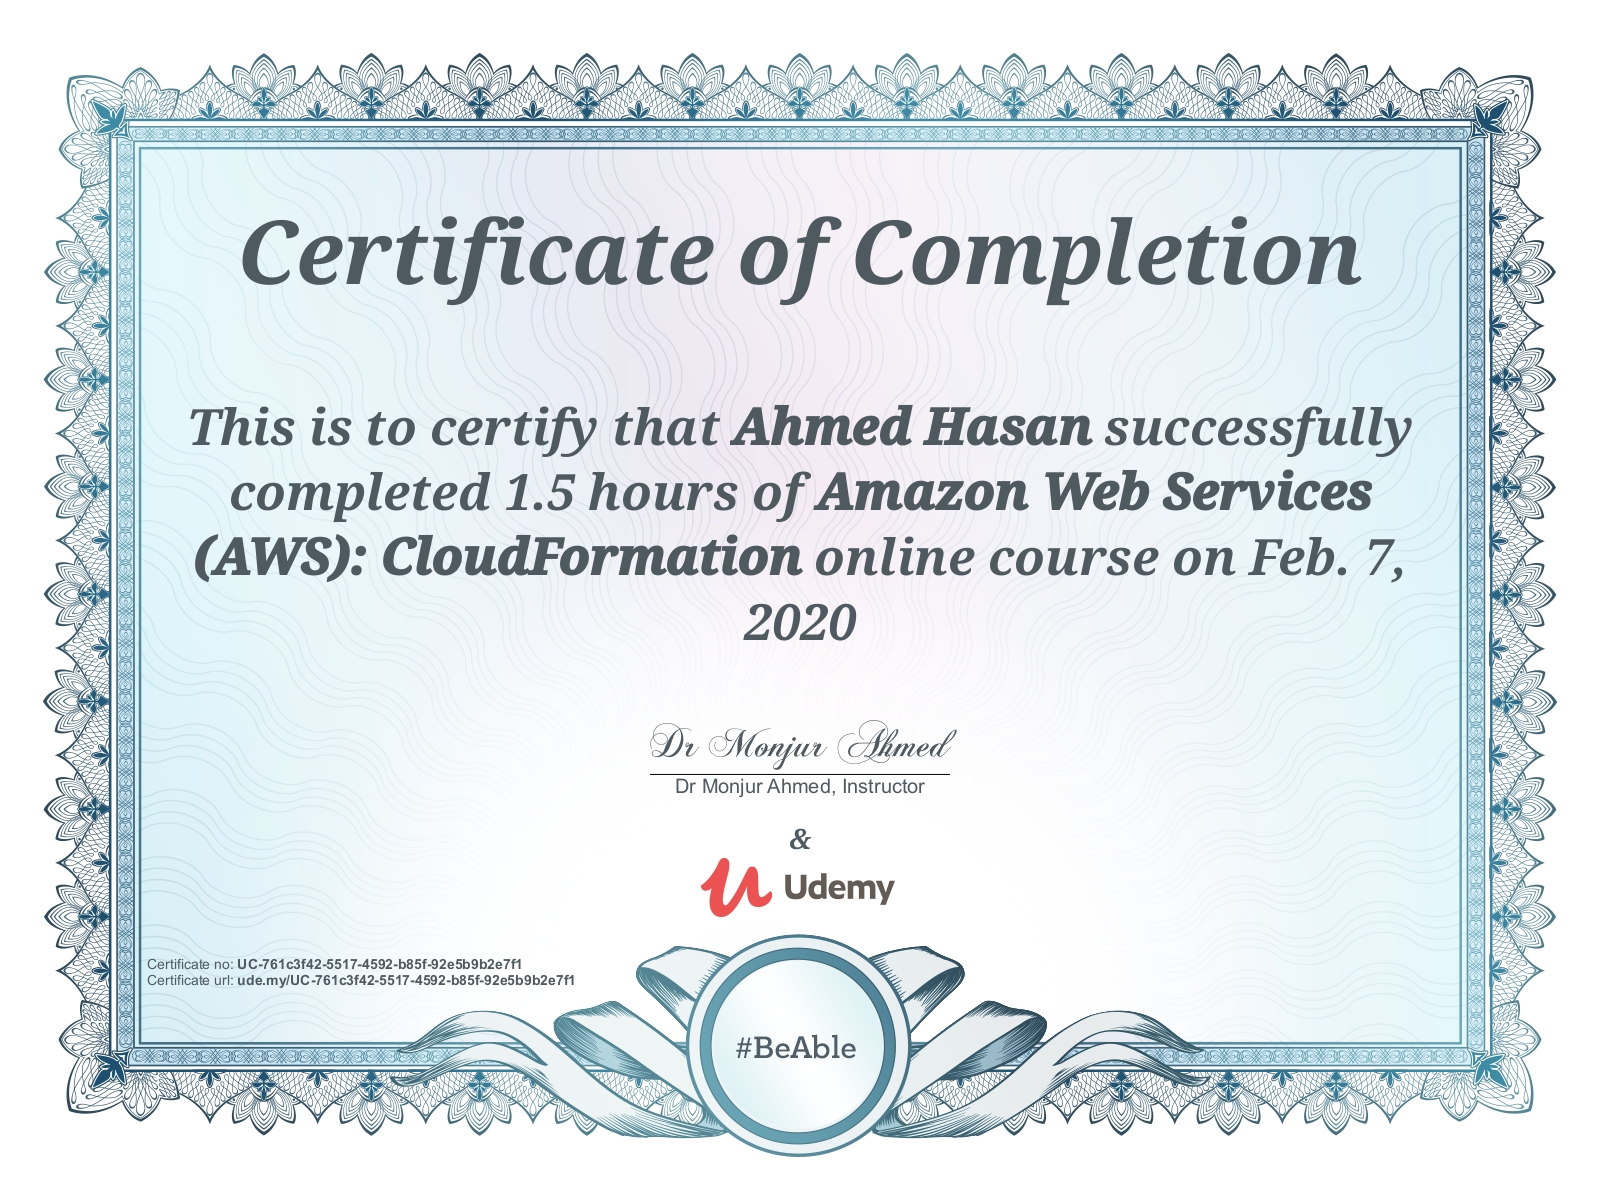 Certificate of Completion
This is to certify that Ahmed Hasan successfully
completed 1.5 hours of Amazon Web Services
(AWS): CloudFormation online course on Feb. 7,
2020
Dr Monjur Ahmed
Dr Monjur Ahmed, Instructor
&
Udemy
Certificate no: UC-761c3f42-5517-4592-b85f-92e5b9b2e7f1
Certificate url: ude.my/UC-761c3f42-5517-4592-b85f-92e5b9b2e7f1
#BeAble